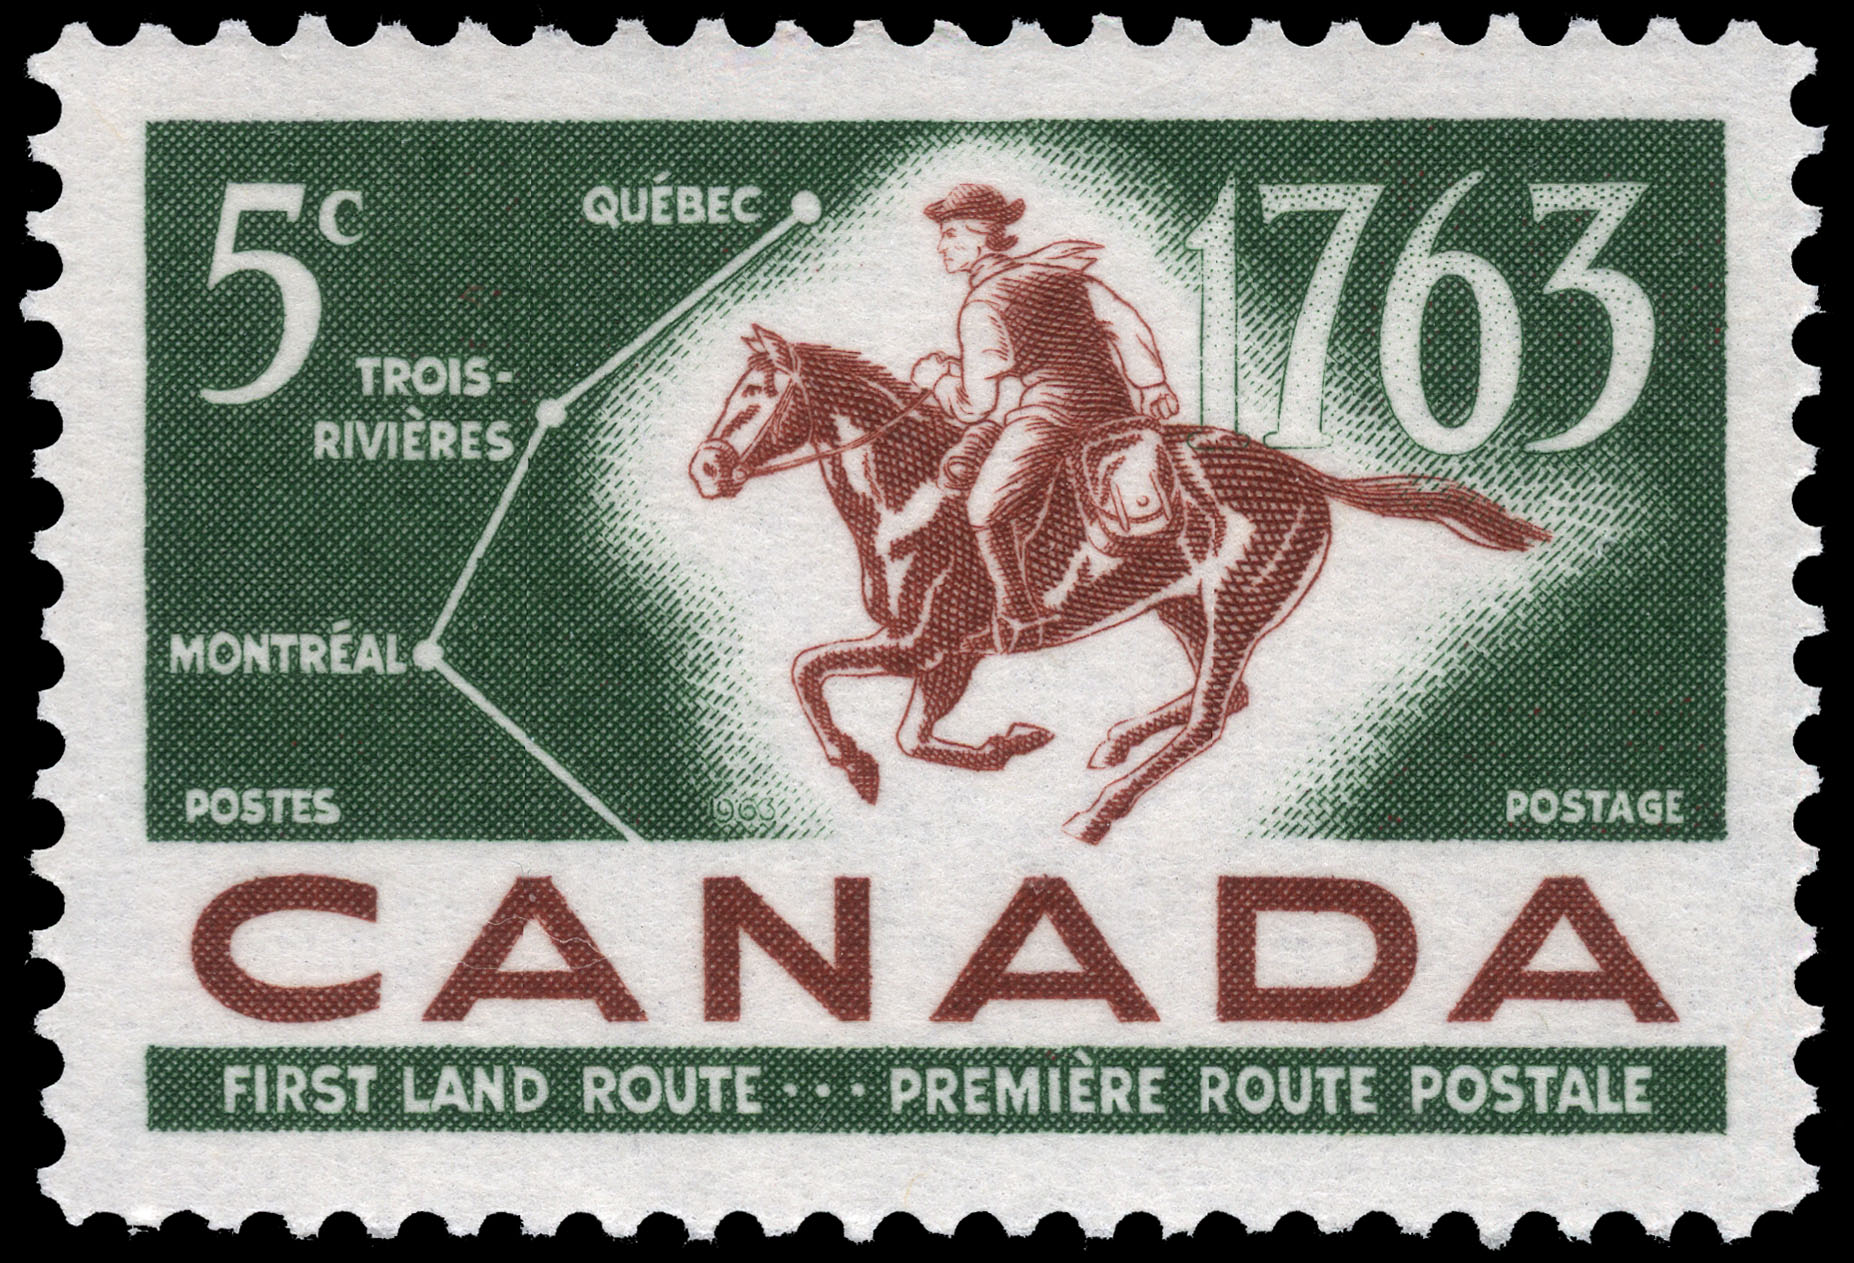 5c
QUÉBEC
1763
TROIS-
RIVIÈRES
MONTRÉAL
POSTES
1963
POSTAGE
CANADA
FIRST LAND ROUTE··· PREMIÈRE ROUTE POSTALE